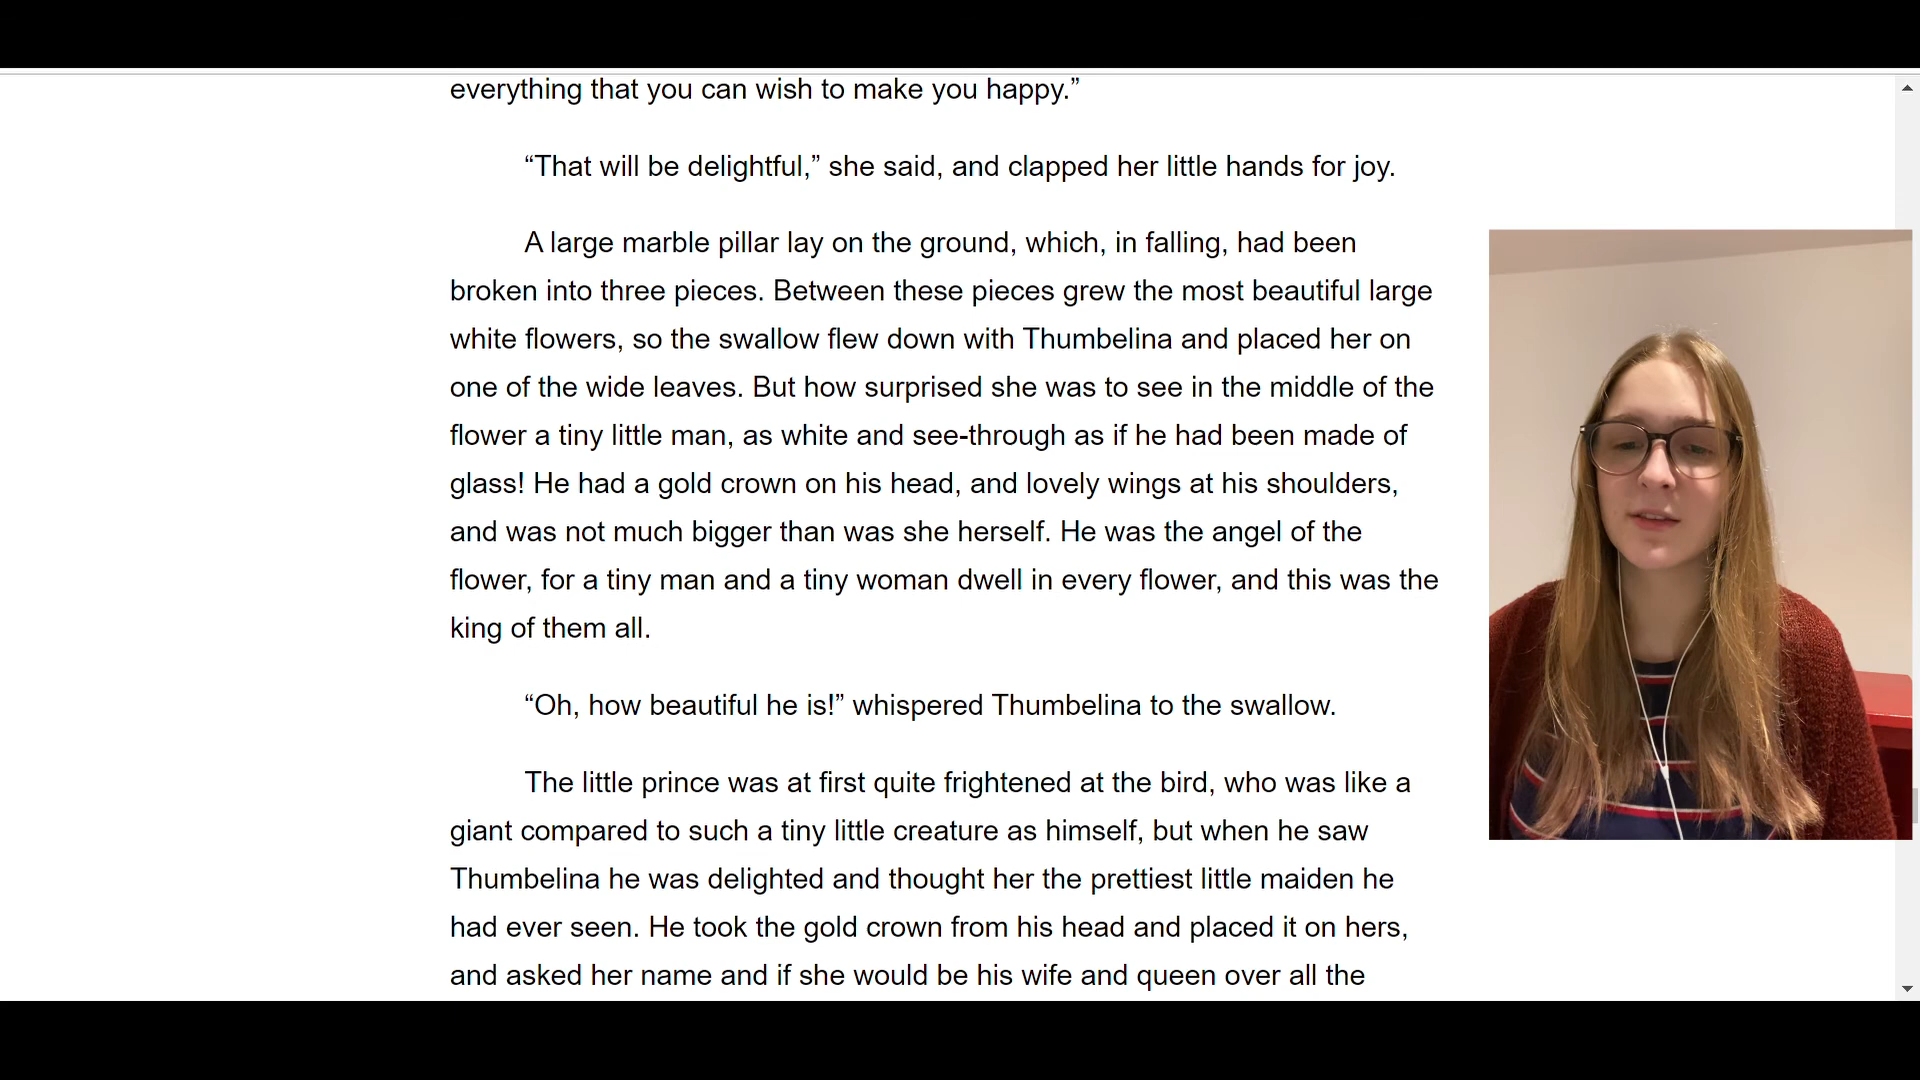 everything that you can wish to make you happy.”
“That will be delightful,” she said, and clapped her little hands for joy.
A large marble pillar lay on the ground, which, in falling, had been
broken into three pieces. Between these pieces grew the most beautiful large
white flowers, so the swallow flew down with Thumbelina and placed her on
one of the wide leaves. But how surprised she was to see in the middle of the
flower a tiny little man, as white and see-through as if he had been made of
glass! He had a gold crown on his head, and lovely wings at his shoulders,
and was not much bigger than was she herself. He was the angel of the
flower, for a tiny man and a tiny woman dwell in every flower, and this was the
king of them all.
“Oh, how beautiful he is!” whispered Thumbelina to the swallow.
The little prince was at first quite frightened at the bird, who was like a
giant compared to such a tiny little creature as himself, but when he saw
Thumbelina he was delighted and thought her the prettiest little maiden he
had ever seen. He took the gold crown from his head and placed it on hers,
and asked her name and if she would be his wife and queen over all the